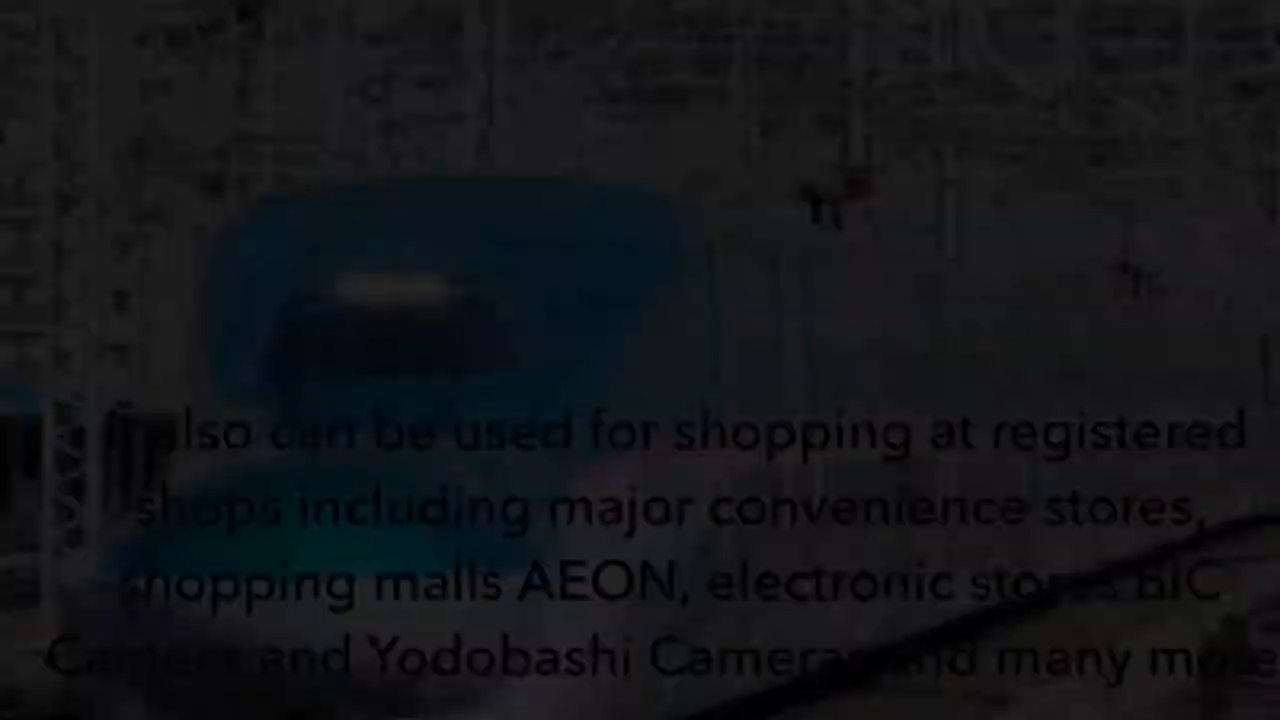 It also can be used for shopping at registered
shops including major convenience stores,
shopping malls AEON, electronic stores BIC
Camera and Yodobashi Camera, and many more